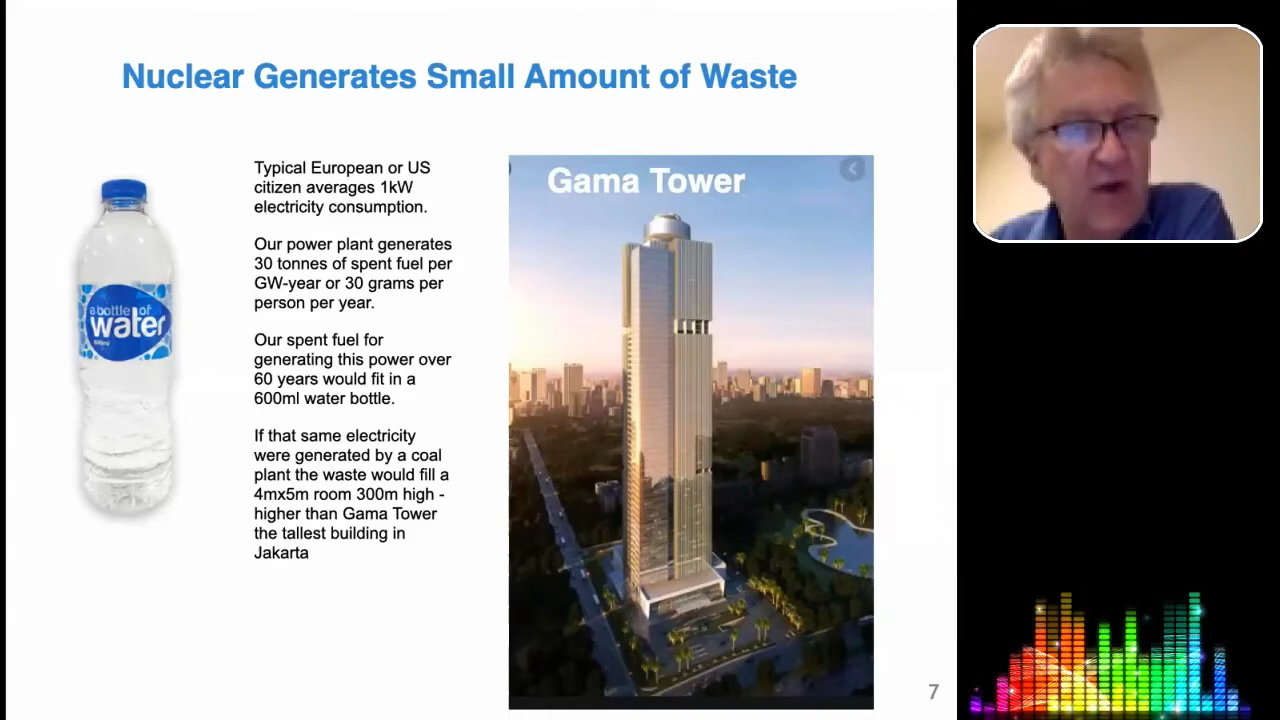 Nuclear Generates Small Amount of Waste
Typical European or US
citizen averages 1kW
electricity consumption.
Our power plant generates
30 tonnes of spent fuel per
GW-year or 30 grams per
person per year.
Our spent fuel for
generating this power over
60 years would fit in a
600ml water bottle.
If that same electricity
were generated by a coal
plant the waste would fill a
4mx5m room 300m high -
higher than Gama Tower
the tallest building in
Jakarta
a bottle of
water
Gama Tower
7